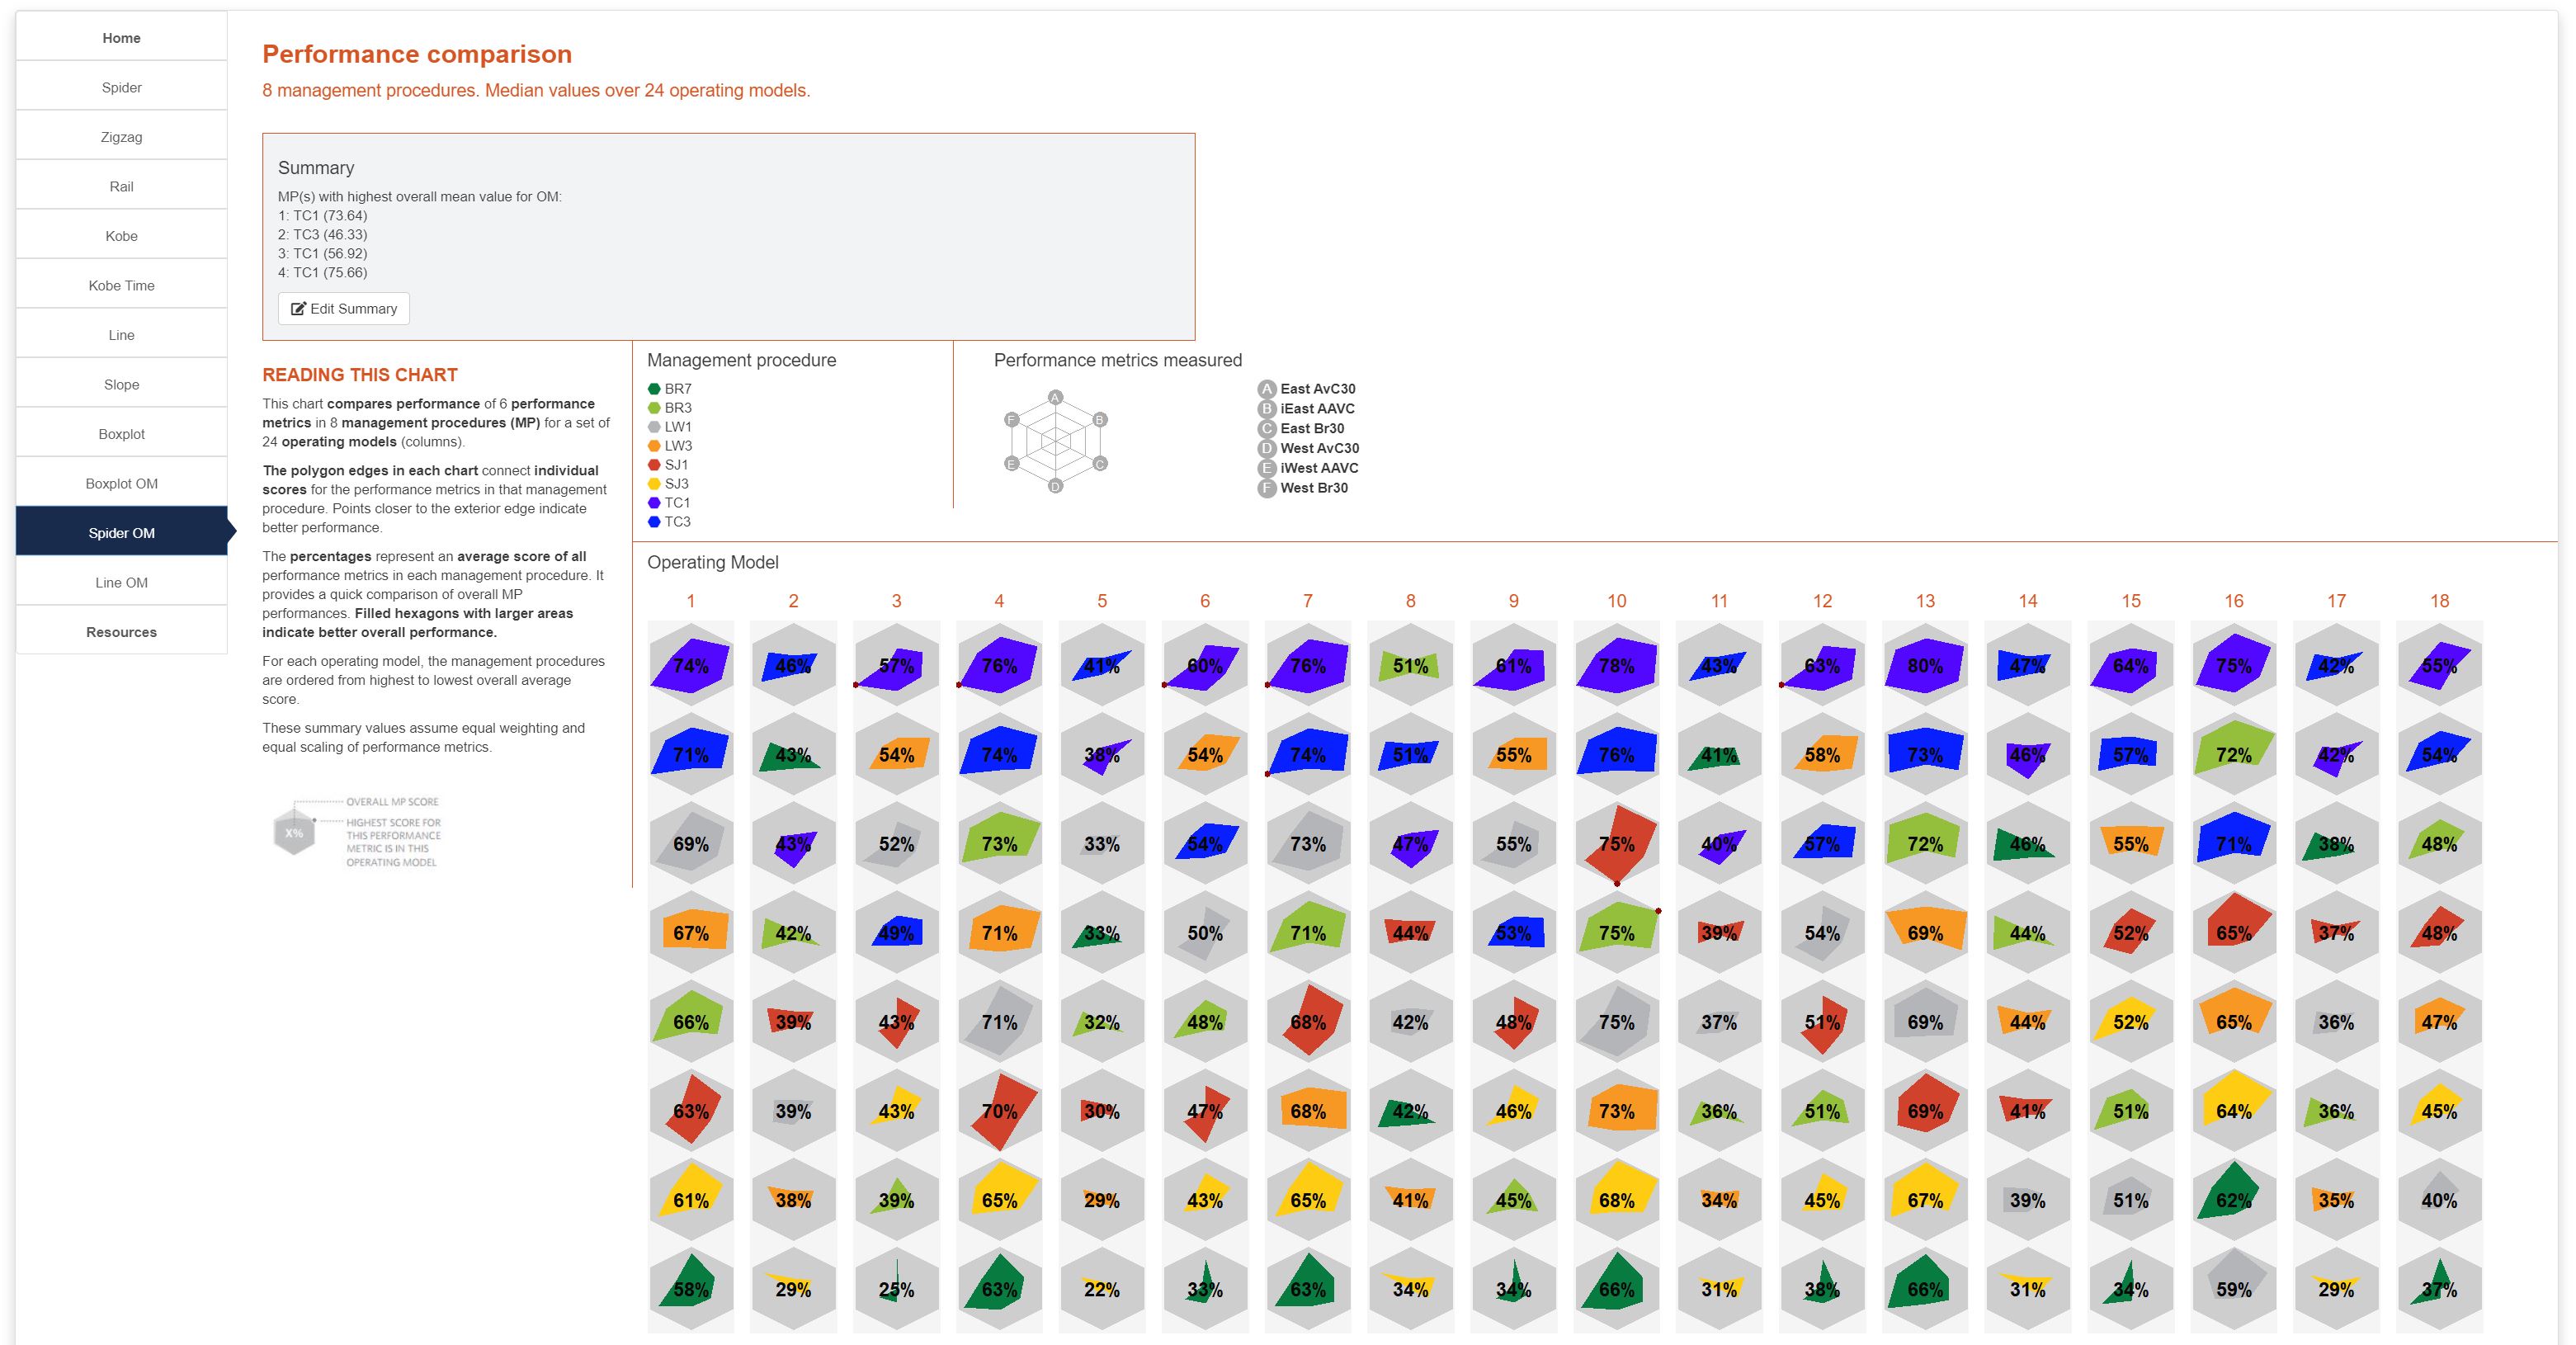 Home
Spider
Zigzag
Rail
Kobe
Kobe Time
Line
Slope
Boxplot
Boxplot OM
Spider OM
Line OM
Resources
Performance comparison
8 management procedures. Median values over 24 operating models.
Summary
MP(s) with highest overall mean value for OM:
1: TC1 (73.64)
2: TC3 (46.33)
3: TC1 (56.92)
4: TC1 (75.66)
Edit Summary
READING THIS CHART
This chart compares performance of 6 performance
metrics in 8 management procedures (MP) for a set of
24 operating models (columns).
The polygon edges in each chart connect individual
scores for the performance metrics in that management
procedure. Points closer to the exterior edge indicate
better performance.
The percentages represent an average score of all
performance metrics in each management procedure. It
provides a quick comparison of overall MP
performances. Filled hexagons with larger areas
indicate better overall performance.
For each operating model, the management procedures
are ordered from highest to lowest overall average
score.
These summary values assume equal weighting and
equal scaling of performance metrics.
X%
OVERALL MP SCORE
HIGHEST SCORE FOR
THIS PERFORMANCE
METRIC IS IN THIS
OPERATING MODEL
Management procedure
BR7
BR3
LW1
LW3
SJ1
SJ3
TC1
TC3
Performance metrics measured
A
B
C
D
E
F
A East AvC30
B iEast AAVC
C East Br30
D West AvC30
E iWest AAVC
F West Br30
Operating Model
1 2 3 4 5 6 7 8 9 10 11 12 13 14 15 16 17 18
74% 46% 57% 76% 41% 60% 76% 51% 61% 78% 43% 63% 80% 47% 64% 75% 42% 55%
71% 43% 54% 74% 38% 54% 74% 51% 55% 76% 41% 58% 73% 46% 57% 72% 42% 54%
69% 43% 52% 73% 33% 54% 73% 47% 55% 75% 40% 57% 72% 46% 55% 71% 38% 48%
67% 42% 49% 71% 33% 50% 71% 44% 53% 75% 39% 54% 69% 44% 52% 65% 37% 48%
66% 39% 43% 71% 32% 48% 68% 42% 48% 75% 37% 51% 69% 44% 52% 65% 36% 47%
63% 39% 43% 70% 30% 47% 68% 42% 46% 73% 36% 51% 69% 41% 51% 64% 36% 45%
61% 38% 39% 65% 29% 43% 65% 41% 45% 68% 34% 45% 67% 39% 51% 62% 35% 40%
58% 29% 25% 63% 22% 33% 63% 34% 34% 66% 31% 38% 66% 31% 34% 59% 29% 37%